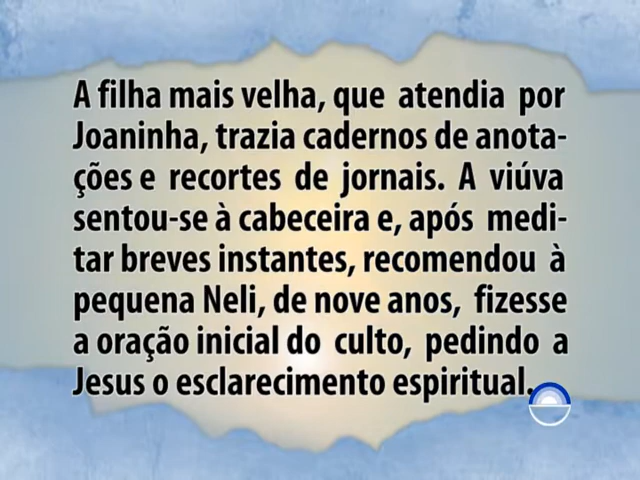 A filha mais velha, que atendia por
Joaninha, trazia cadernos de anota-
ções e recortes de jornais. A viúva
sentou-se à cabeceira e, após medi-
tar breves instantes, recomendou à
pequena Neli, de nove anos, fizesse
a oração inicial do culto, pedindo a
Jesus o esclarecimento espiritual.